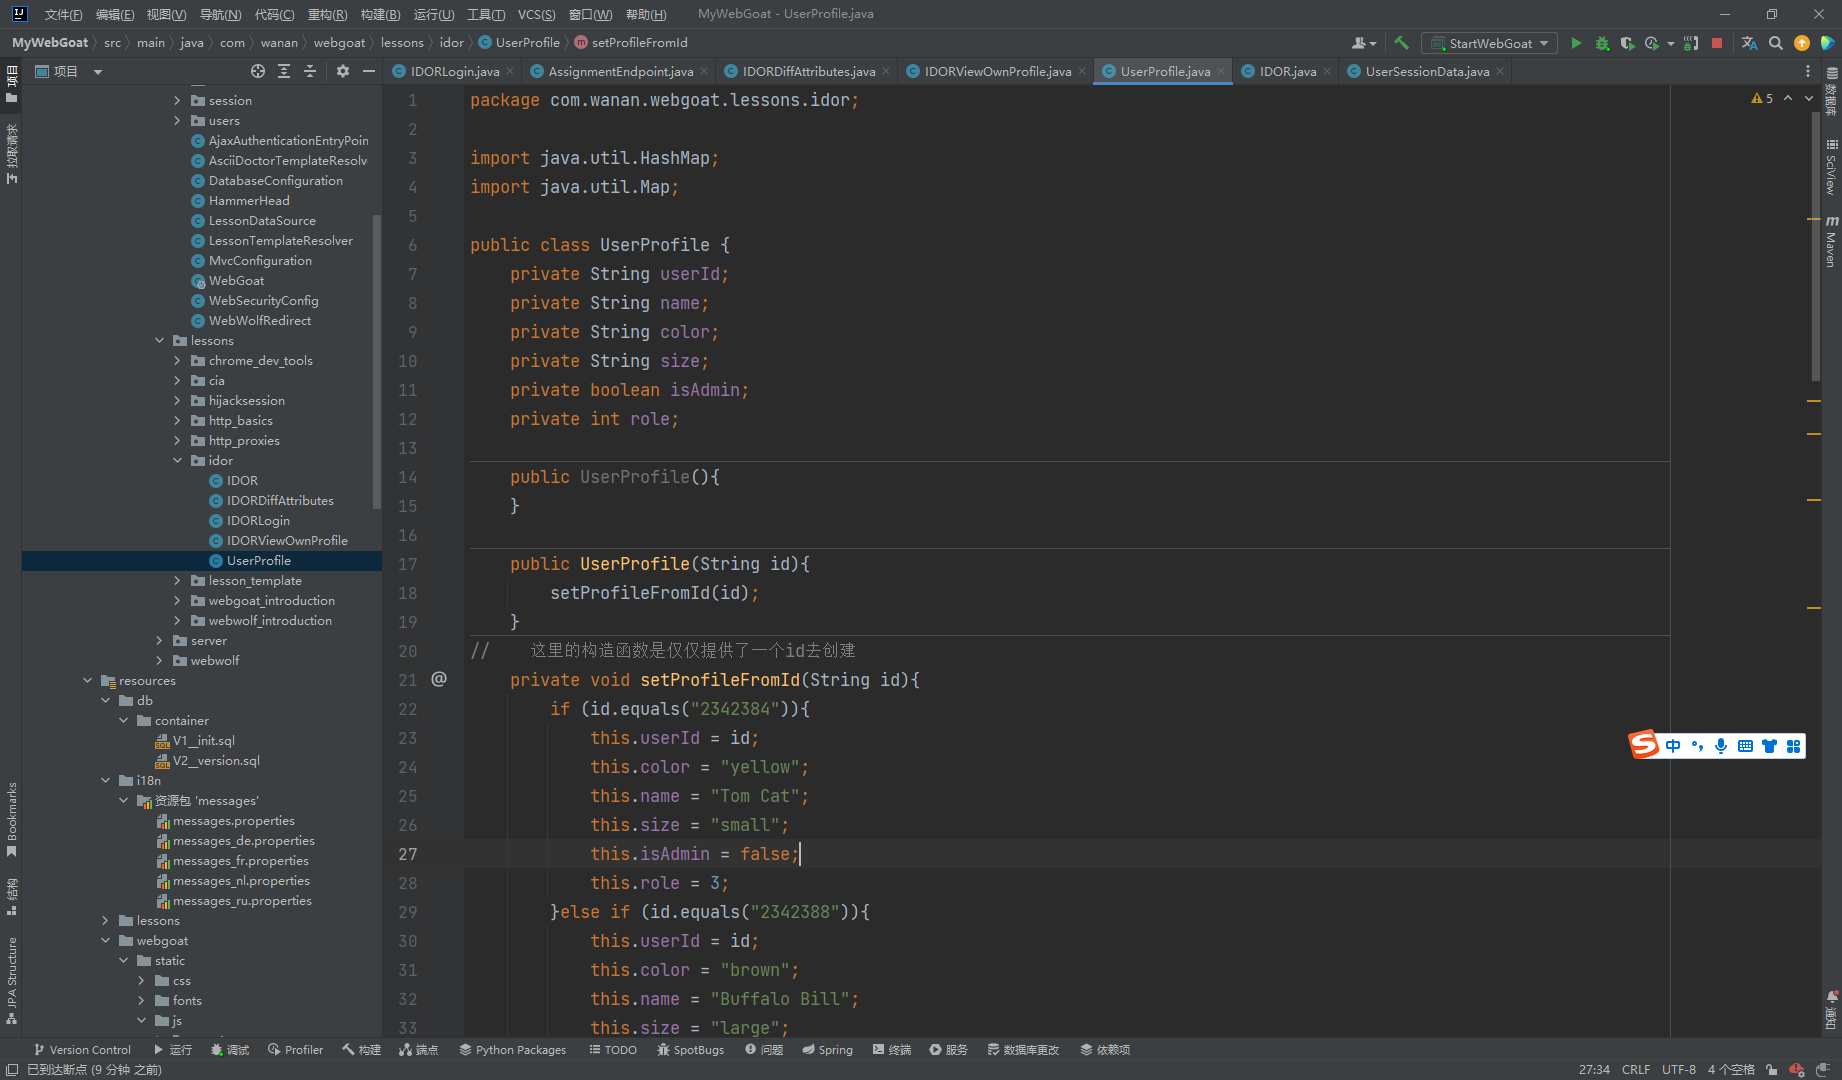 文件(F) 编辑(E) 视图(V) 导航(N) 代码(C) 重构(R) 构建(B) 运行(U) 工具(T) VCS(S) 窗口(W) 帮助(H) MyWebGoat - UserProfile.java
MyWebGoat src main java com wanan webgoat lessons idor UserProfile setProfileFromId StartWebGoat
项目
IDORLogin.java AssignmentEndpoint.java IDORDiffAttributes.java IDORViewOwnProfile.java UserProfile.java IDOR.java UserSessionData.java
项目
拉取请求
Bookmarks
结构
JPA Structure
session
users
AjaxAuthenticationEntryPoin
AsciiDoctorTemplateResolv
DatabaseConfiguration
HammerHead
LessonDataSource
LessonTemplateResolver
MvcConfiguration
WebGoat
WebSecurityConfig
WebWolfRedirect
lessons
chrome_dev_tools
cia
hijacksession
http_basics
http_proxies
idor
IDOR
IDORDiffAttributes
IDORLogin
IDORViewOwnProfile
UserProfile
lesson_template
webgoat_introduction
webwolf_introduction
server
webwolf
resources
db
container
V1__init.sql
V2__version.sql
i18n
资源包 'messages'
messages.properties
messages_de.properties
messages_fr.properties
messages_nl.properties
messages_ru.properties
lessons
webgoat
static
css
fonts
js
1 package com.wanan.webgoat.lessons.idor;
2
3 import java.util.HashMap;
4 import java.util.Map;
5
6 public class UserProfile {
7 private String userId;
8 private String name;
9 private String color;
10 private String size;
11 private boolean isAdmin;
12 private int role;
13
14 public UserProfile(){
15 }
16
17 public UserProfile(String id){
18 setProfileFromId(id);
19 }
20 // 这里的构造函数是仅仅提供了一个id去创建
21 @ private void setProfileFromId(String id){
22 if (id.equals("2342384")){
23 this.userId = id;
24 this.color = "yellow";
25 this.name = "Tom Cat";
26 this.size = "small";
27 this.isAdmin = false;
28 this.role = 3;
29 }else if (id.equals("2342388")){
30 this.userId = id;
31 this.color = "brown";
32 this.name = "Buffalo Bill";
33 this.size = "large";
5
中
数据库
SciView
Maven
通知
Version Control 运行 调试 Profiler 构建 端点 Python Packages TODO SpotBugs 问题 Spring 终端 服务 数据库更改 依赖项
已到达断点 (9 分钟 之前) 27:34 CRLF UTF-8 4 个空格